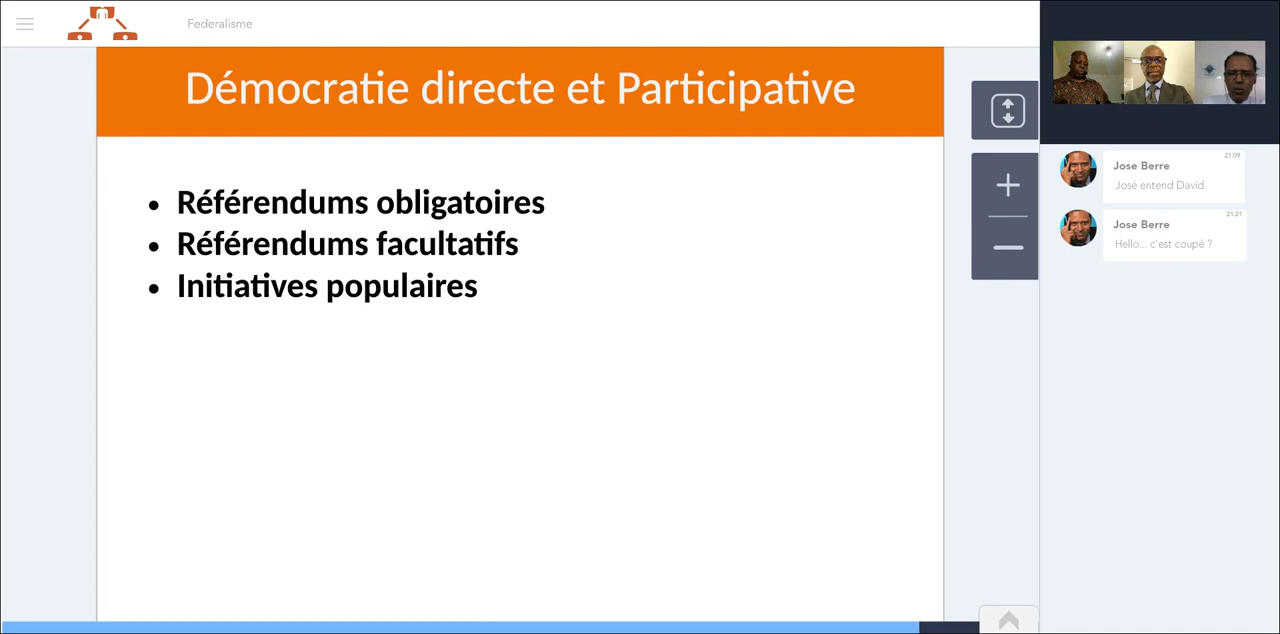 Federalisme
Démocratie directe et Participative
• Référendums obligatoires
• Référendums facultatifs
• Initiatives populaires
21:09
Jose Berre
José entend David
21:21
Jose Berre
Hello... c'est coupé ?